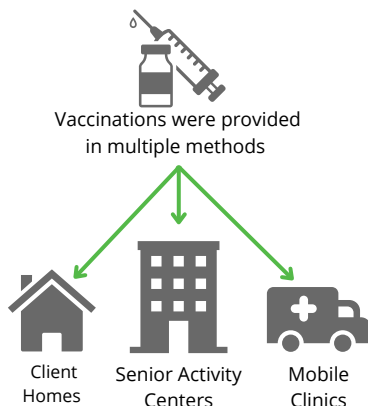 Vaccinations were provided
in multiple methods
Client
Homes
Senior Activity
Centers
Mobile
Clinics